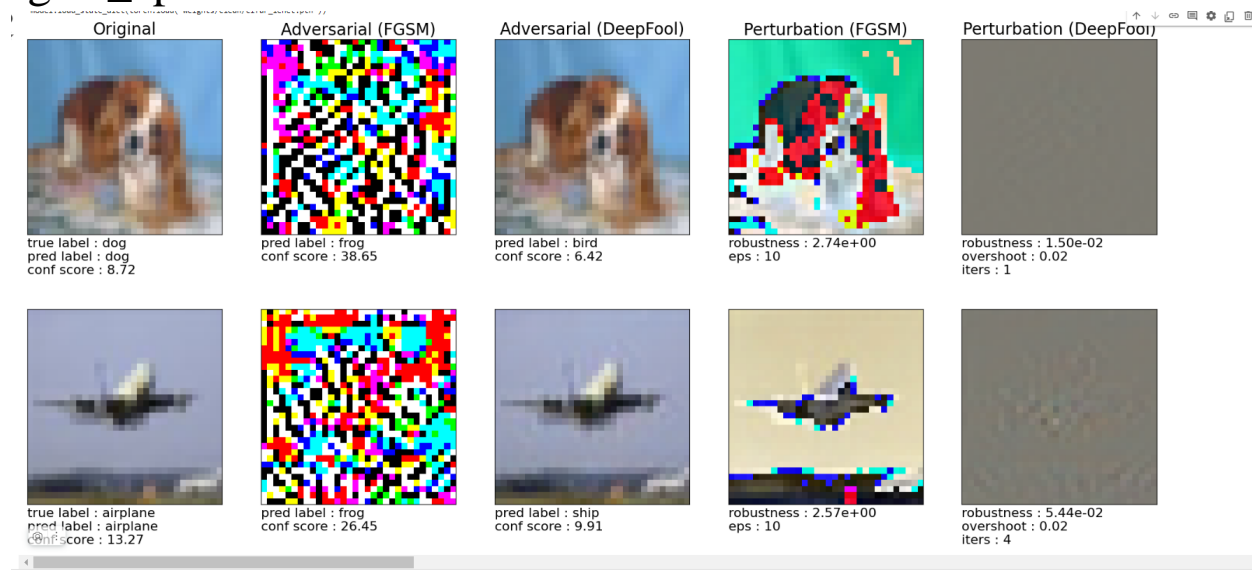 Original
Adversarial (FGSM)
Adversarial (DeepFool)
Perturbation (FGSM)
Perturbation (DeepFool)
true label : dog
pred label : dog
conf score : 8.72
pred label : frog
conf score : 38.65
pred label : bird
conf score : 6.42
robustness : 2.74e+00
eps : 10
robustness : 1.50e-02
overshoot : 0.02
iters : 1
true label : airplane
pred label : airplane
conf score : 13.27
pred label : frog
conf score : 26.45
pred label : ship
conf score : 9.91
robustness : 2.57e+00
eps : 10
robustness : 5.44e-02
overshoot : 0.02
iters : 4